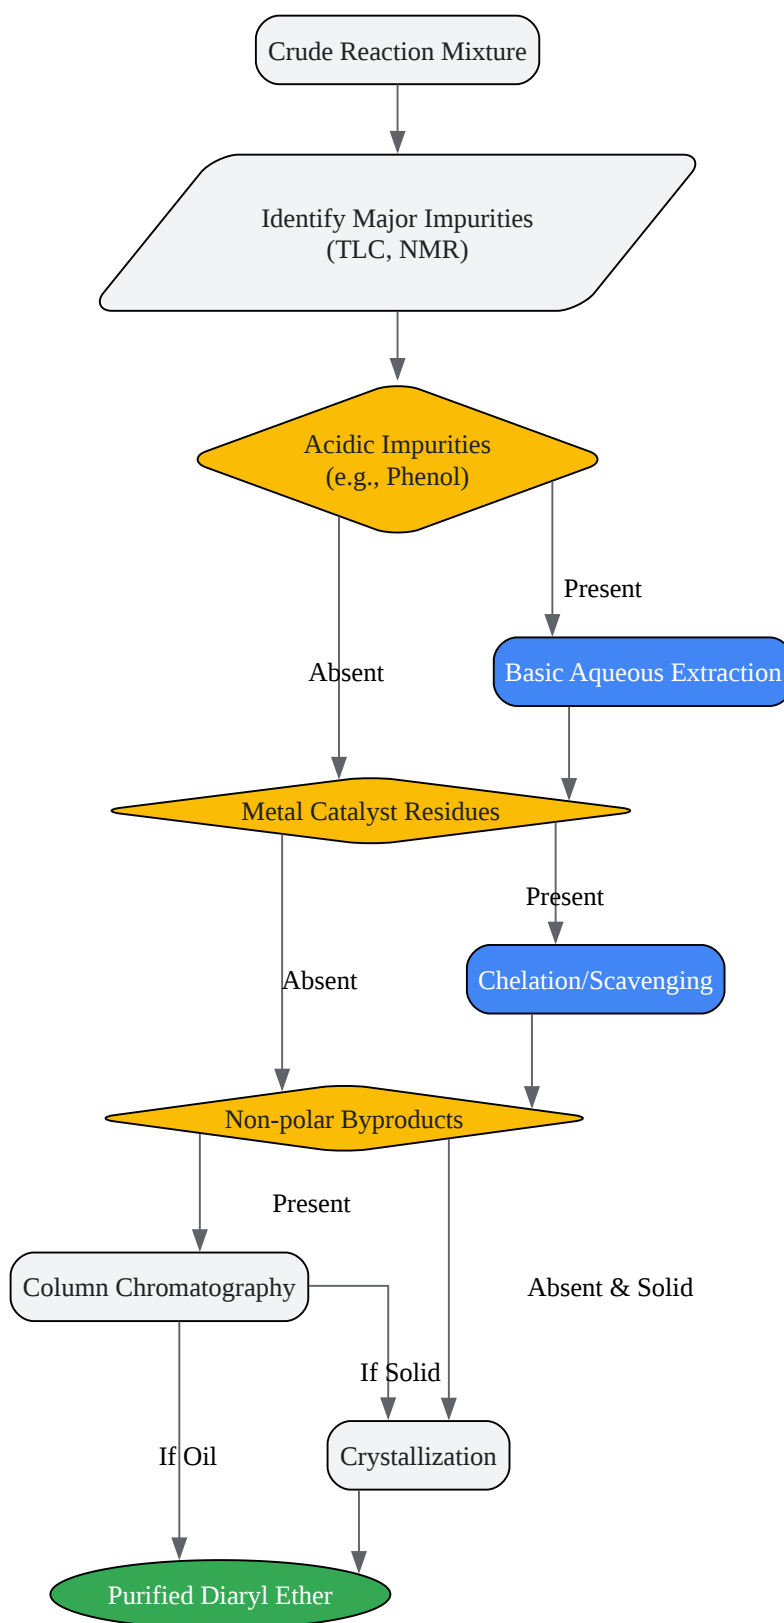 Crude Reaction Mixture
Identify Major Impurities
(TLC, NMR)
Acidic Impurities
(e.g., Phenol)
Present
Absent
Basic Aqueous Extraction
Metal Catalyst Residues
Present
Absent
Chelation/Scavenging
Non-polar Byproducts
Present
Column Chromatography
Absent & Solid
If Solid
If Oil
Crystallization
Purified Diaryl Ether